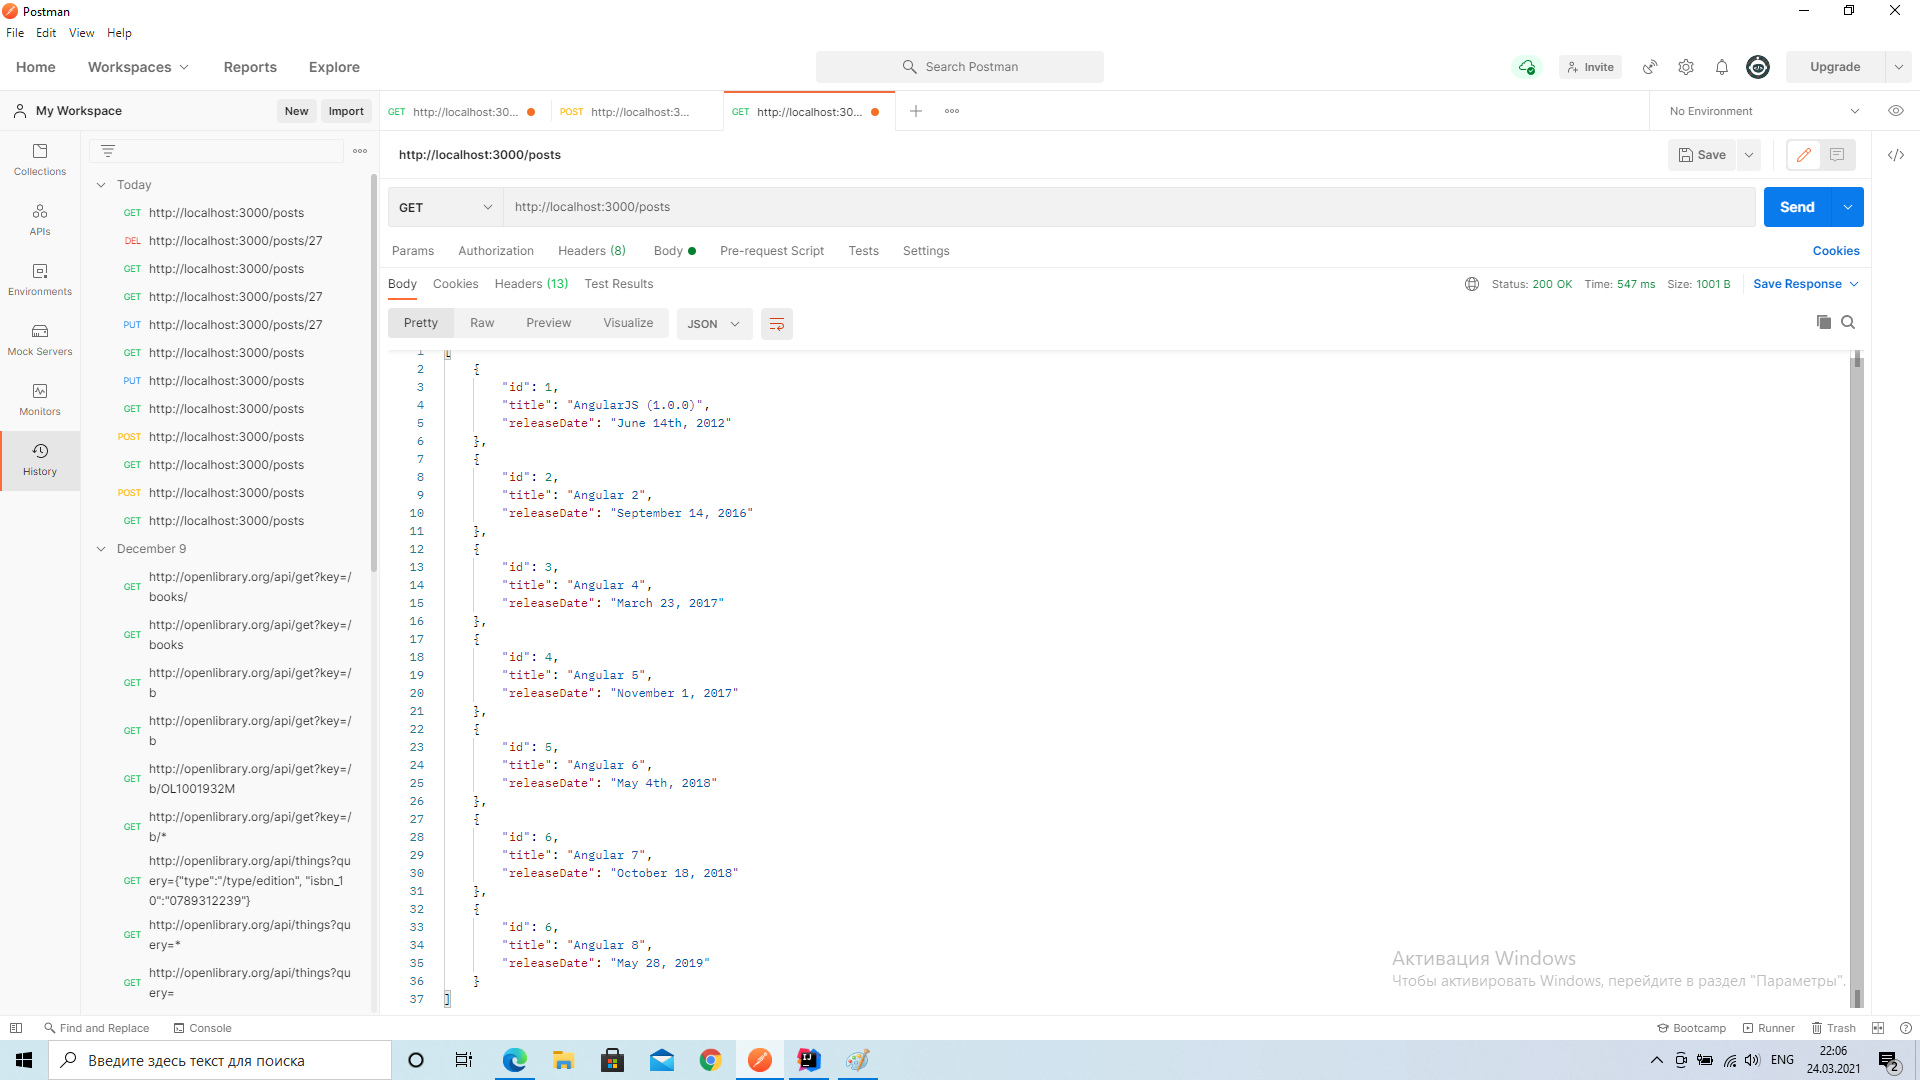 Postman
File Edit View Help
Home Workspaces Reports Explore Search Postman Invite Upgrade
My Workspace New Import GET http://localhost:30... POST http://localhost:3... GET http://localhost:30... No Environment
http://localhost:3000/posts Save
GET http://localhost:3000/posts Send
Params Authorization Headers (8) Body Pre-request Script Tests Settings Cookies
Body Cookies Headers (13) Test Results Status: 200 OK Time: 547 ms Size: 1001 B Save Response
Pretty Raw Preview Visualize JSON
Collections
APIs
Environments
Mock Servers
Monitors
History
Today
GET http://localhost:3000/posts
DEL http://localhost:3000/posts/27
GET http://localhost:3000/posts
GET http://localhost:3000/posts/27
PUT http://localhost:3000/posts/27
GET http://localhost:3000/posts
PUT http://localhost:3000/posts
GET http://localhost:3000/posts
POST http://localhost:3000/posts
GET http://localhost:3000/posts
POST http://localhost:3000/posts
GET http://localhost:3000/posts
December 9
GET http://openlibrary.org/api/get?key=/
books/
GET http://openlibrary.org/api/get?key=/
books
GET http://openlibrary.org/api/get?key=/
b
GET http://openlibrary.org/api/get?key=/
b
GET http://openlibrary.org/api/get?key=/
b/OL1001932M
GET http://openlibrary.org/api/get?key=/
b/*
GET http://openlibrary.org/api/things?qu
ery={"type":"/type/edition", "isbn_1
0":"0789312239"}
GET http://openlibrary.org/api/things?qu
ery=*
GET http://openlibrary.org/api/things?qu
ery=
1 [
2 {
3 "id": 1,
4 "title": "AngularJS (1.0.0)",
5 "releaseDate": "June 14th, 2012"
6 },
7 {
8 "id": 2,
9 "title": "Angular 2",
10 "releaseDate": "September 14, 2016"
11 },
12 {
13 "id": 3,
14 "title": "Angular 4",
15 "releaseDate": "March 23, 2017"
16 },
17 {
18 "id": 4,
19 "title": "Angular 5",
20 "releaseDate": "November 1, 2017"
21 },
22 {
23 "id": 5,
24 "title": "Angular 6",
25 "releaseDate": "May 4th, 2018"
26 },
27 {
28 "id": 6,
29 "title": "Angular 7",
30 "releaseDate": "October 18, 2018"
31 },
32 {
33 "id": 6,
34 "title": "Angular 8",
35 "releaseDate": "May 28, 2019"
36 }
37 ]
Активация Windows
Чтобы активировать Windows, перейдите в раздел "Параметры".
Find and Replace Console Bootcamp Runner Trash
Введите здесь текст для поиска
ENG 22:06
24.03.2021
2